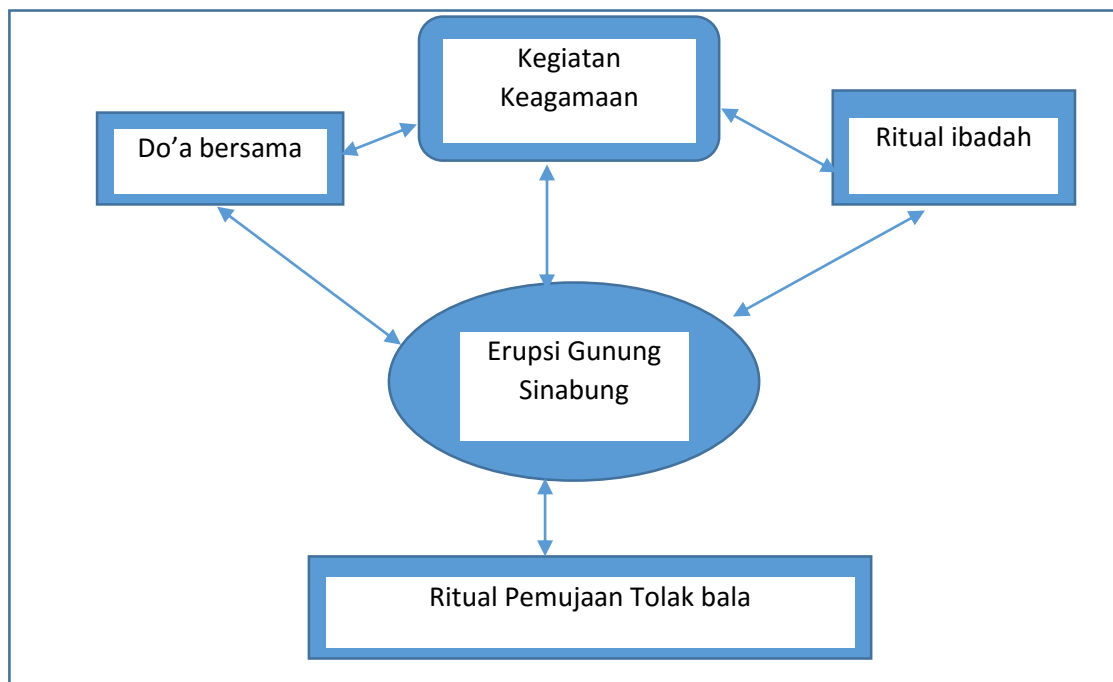 Kegiatan
Keagamaan
Do’a bersama
Ritual ibadah
Erupsi Gunung
Sinabung
Ritual Pemujaan Tolak bala